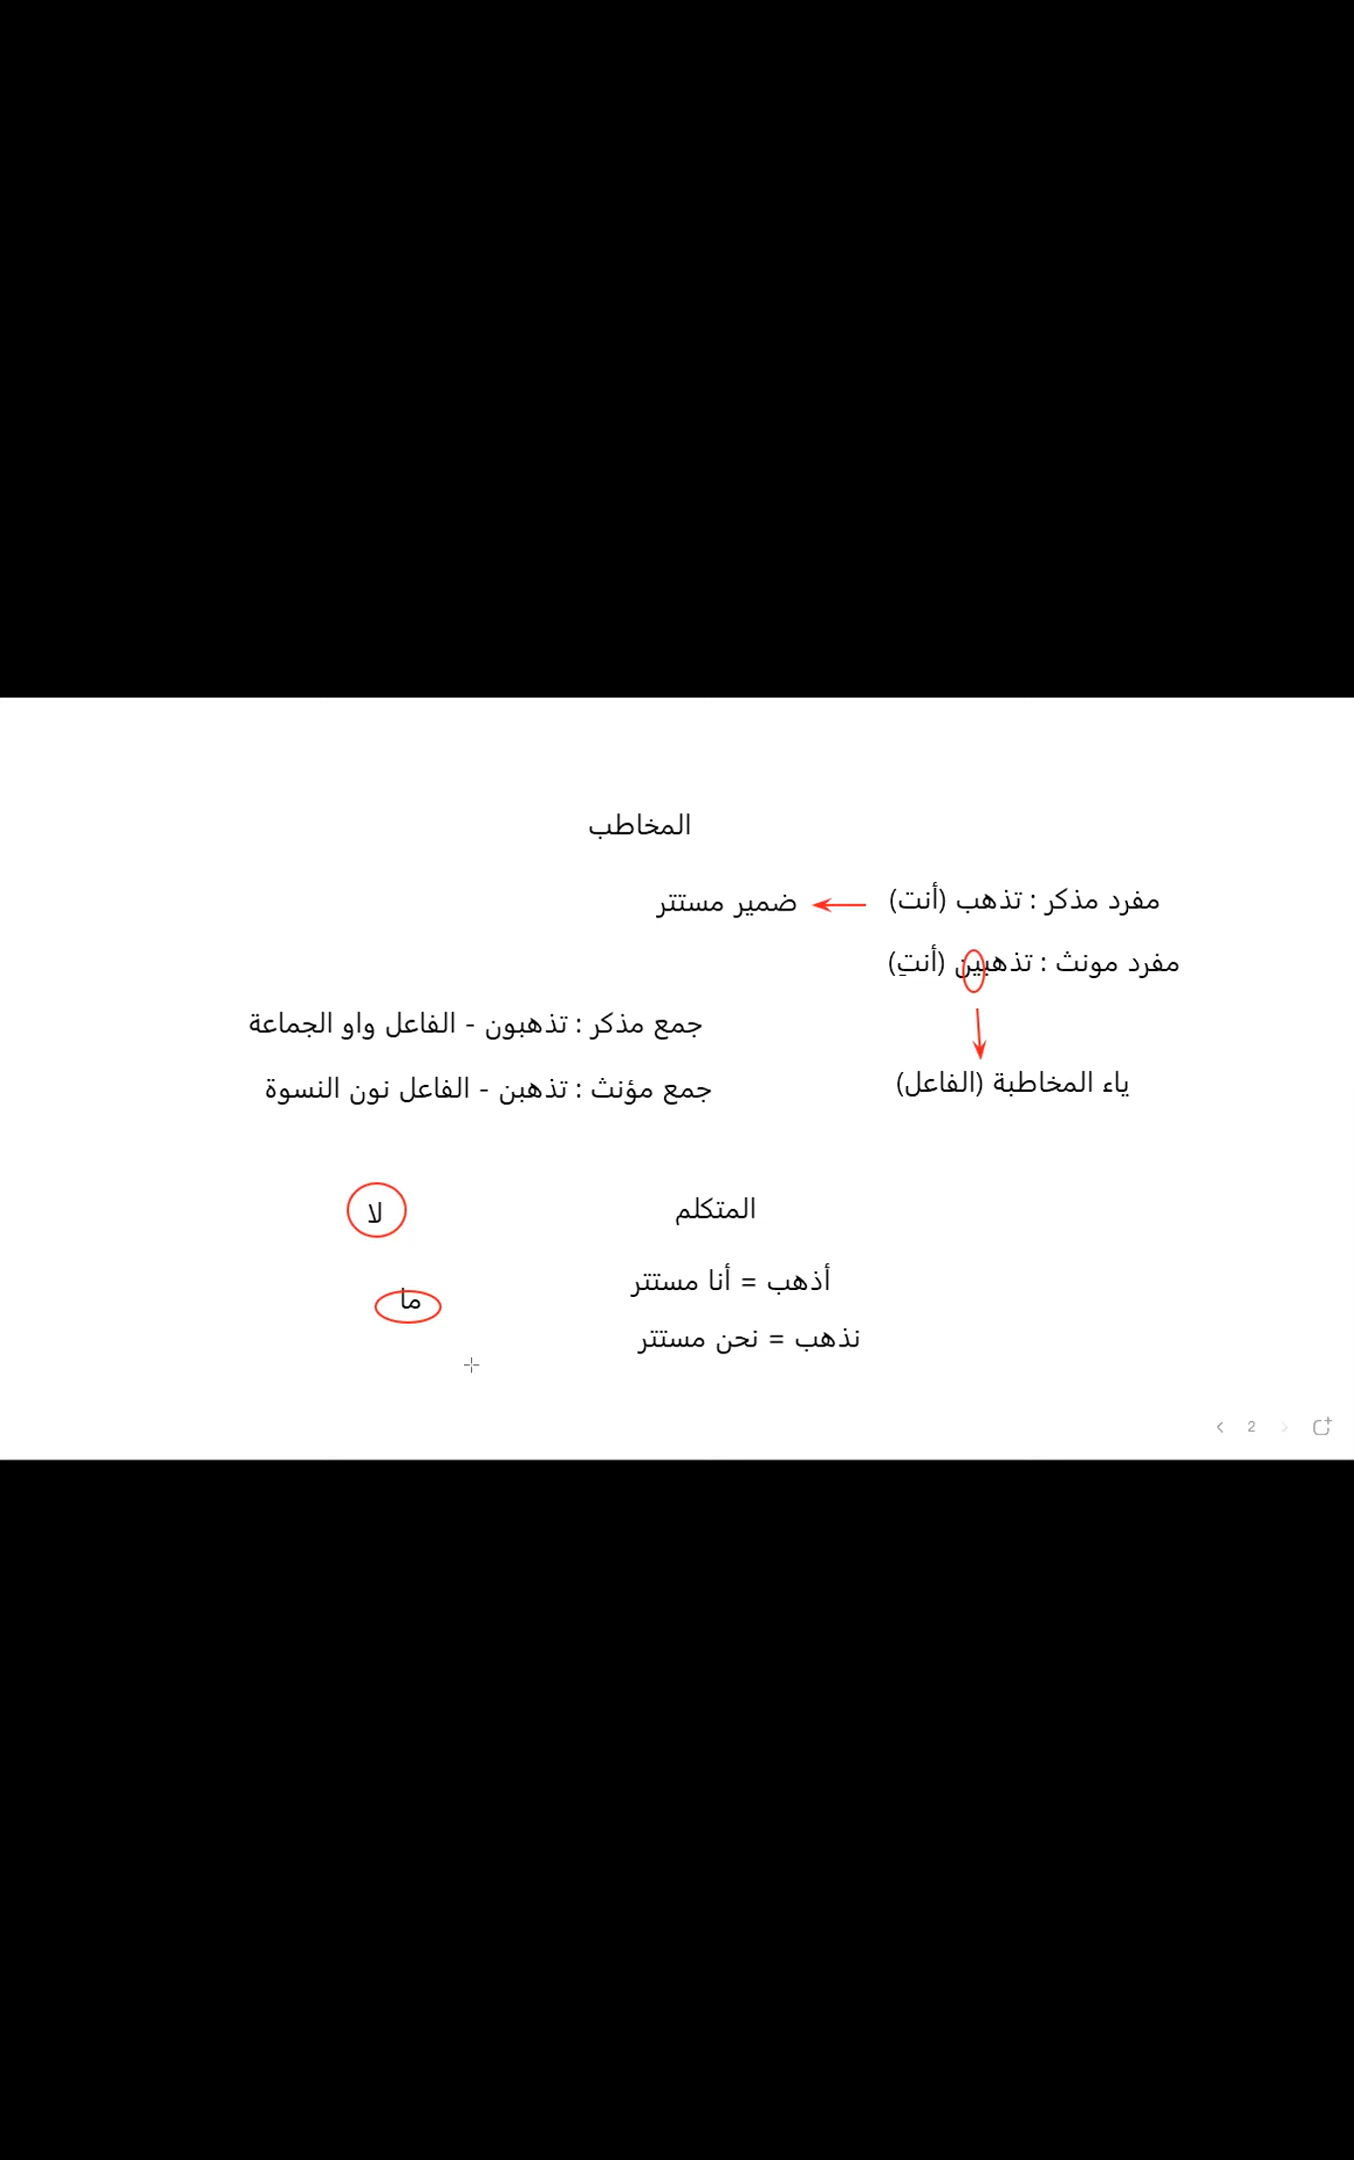 المخاطب
مفرد مذكر : تذهب (أنت) ضمير مستتر
مفرد مونث : تذهبين (أنتِ)
جمع مذكر : تذهبون - الفاعل واو الجماعة
ياء المخاطبة (الفاعل)
جمع مؤنث : تذهبن - الفاعل نون النسوة
المتكلم
لا
أذهب = أنا مستتر
ما
نذهب = نحن مستتر
2